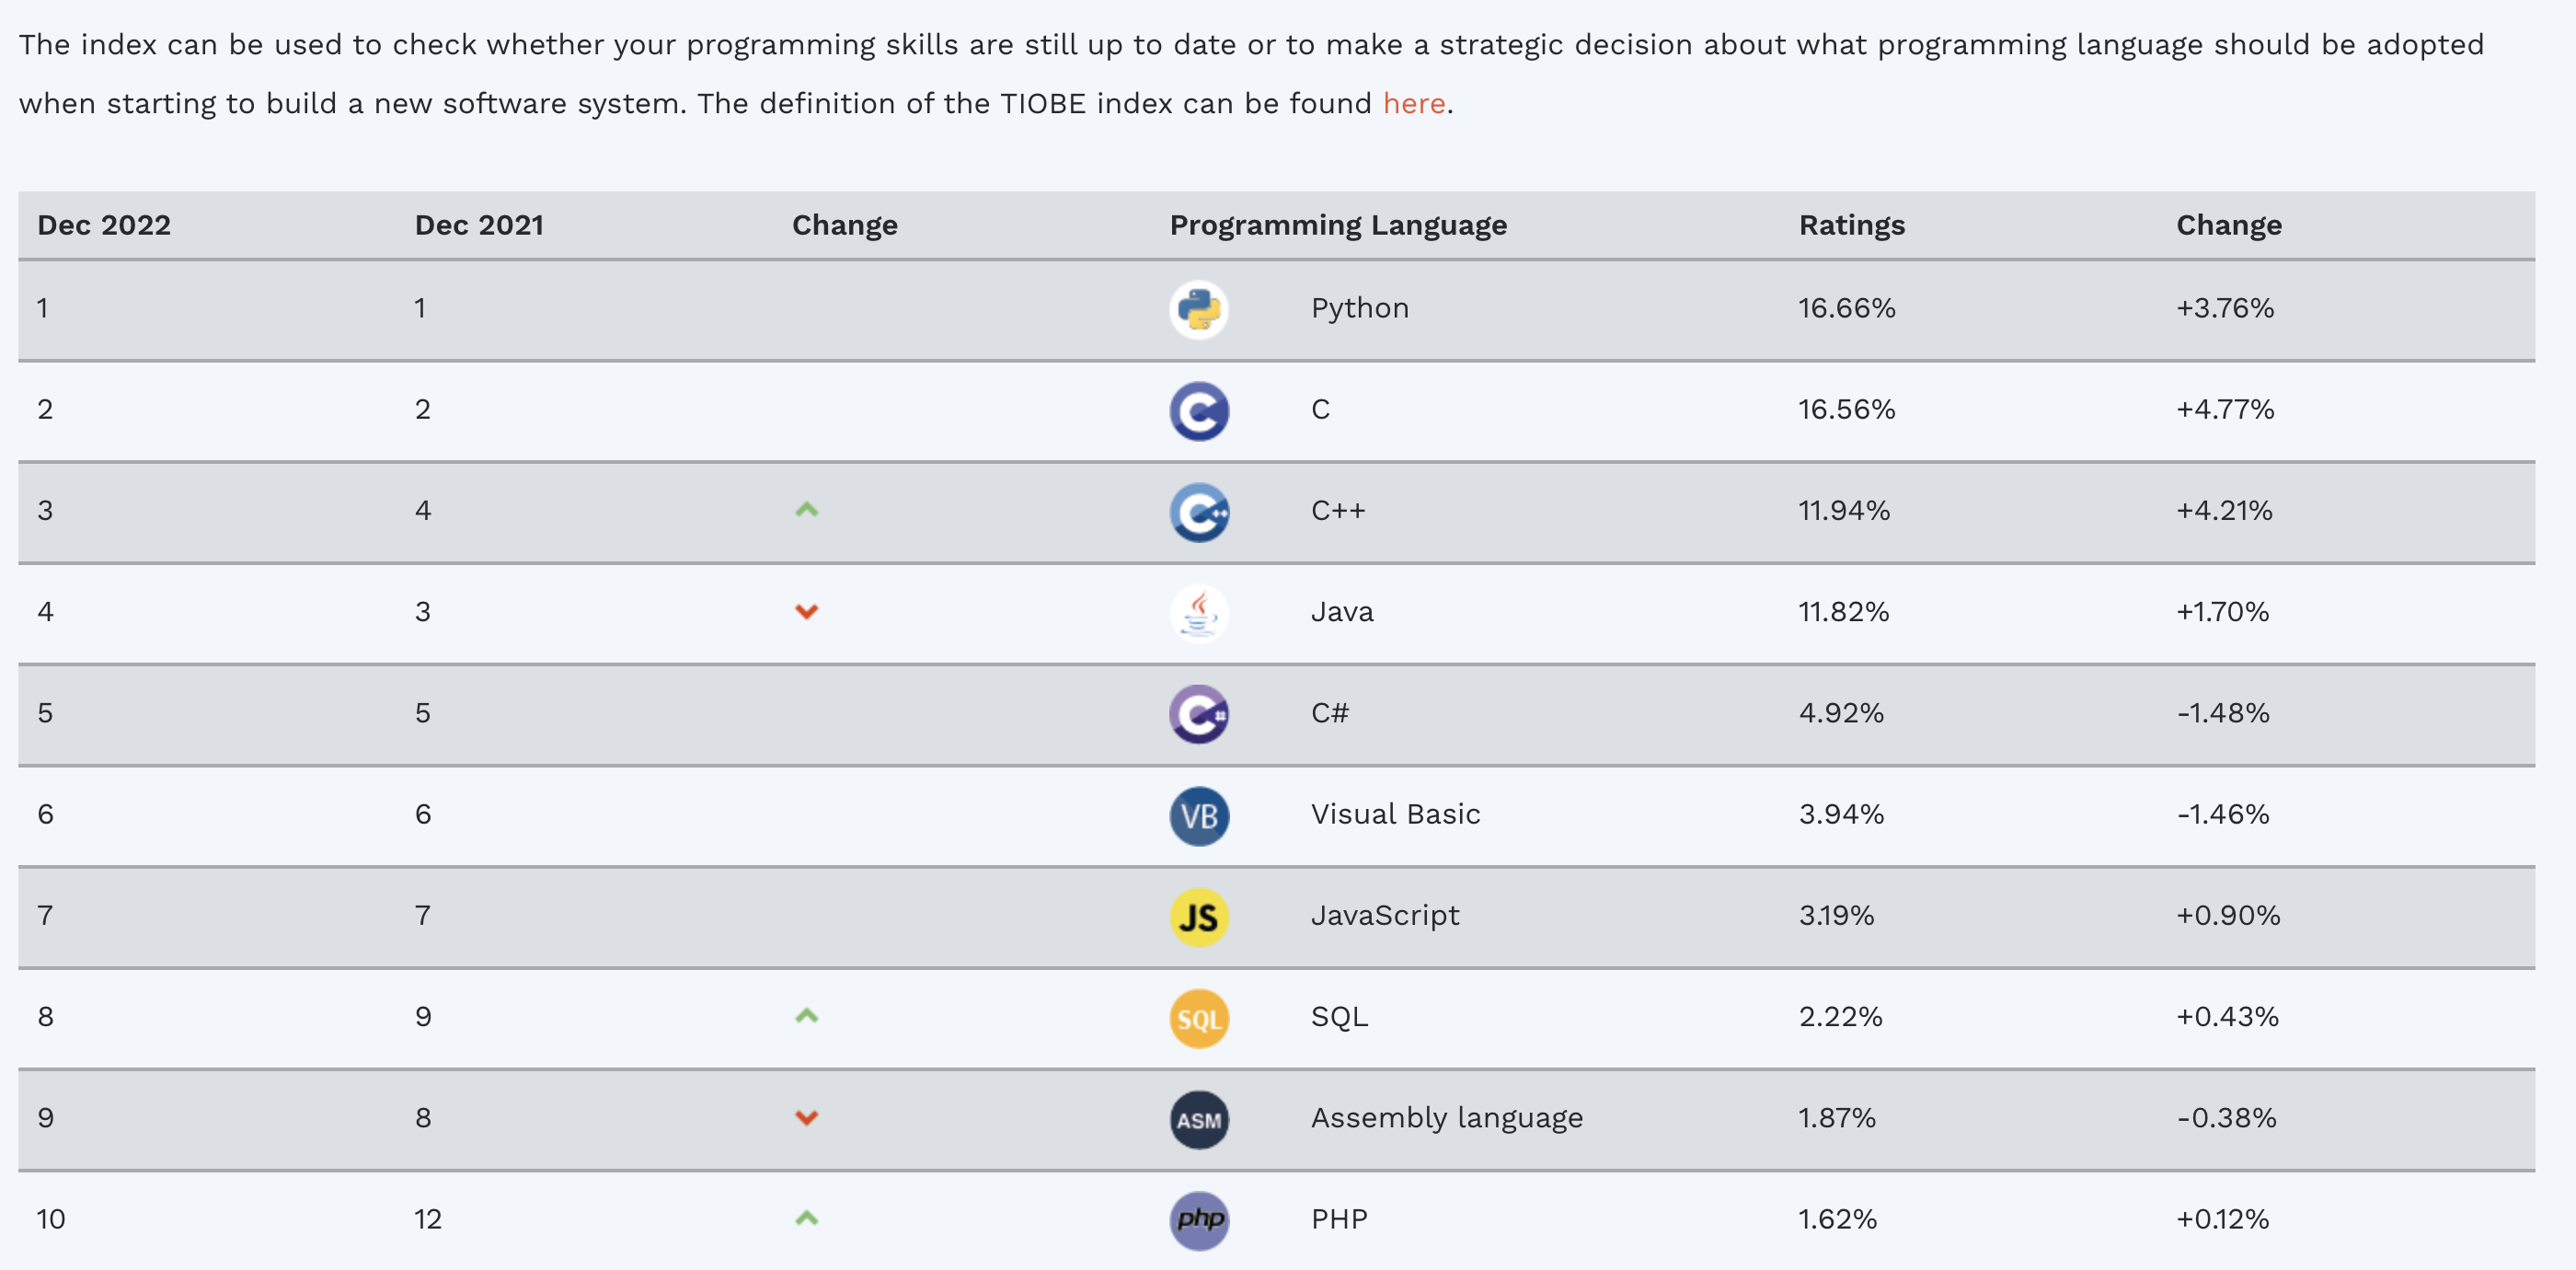 The index can be used to check whether your programming skills are still up to date or to make a strategic decision about what programming language should be adopted
when starting to build a new software system. The definition of the TIOBE index can be found here.
Dec 2022 Dec 2021 Change Programming Language Ratings Change
1 1 Python 16.66% +3.76%
2 2 C C 16.56% +4.77%
3 4 C++ C++ 11.94% +4.21%
4 3 Java 11.82% +1.70%
5 5 C# C# 4.92% -1.48%
6 6 VB Visual Basic 3.94% -1.46%
7 7 JS JavaScript 3.19% +0.90%
8 9 SQL SQL 2.22% +0.43%
9 8 ASM Assembly language 1.87% -0.38%
10 12 php PHP 1.62% +0.12%